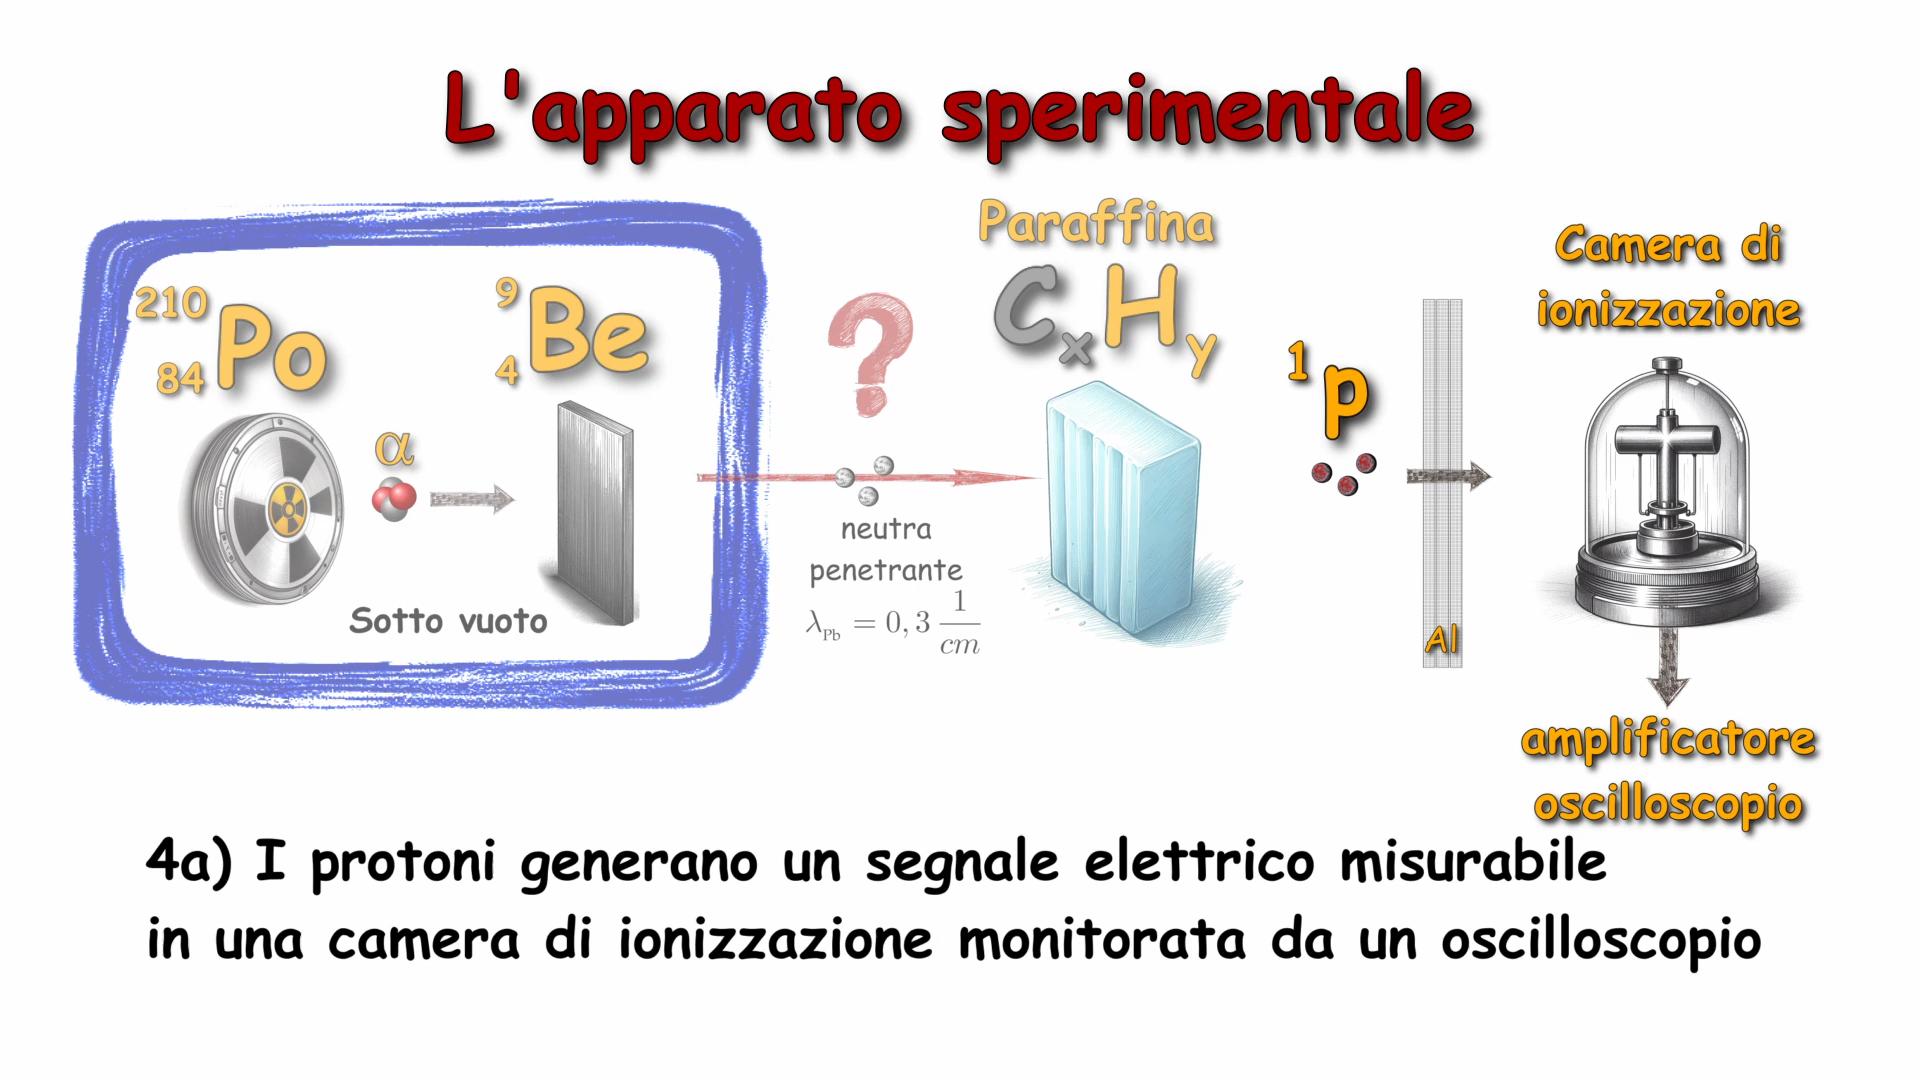 L'apparato sperimentale
210
84
Po
9
4
Be
α
Sotto vuoto
?
neutra
penetrante
λPb = 0,3 1/cm
Paraffina
CxHy
1p
Al
Camera di
ionizzazione
amplificatore
oscilloscopio
4a) I protoni generano un segnale elettrico misurabile
in una camera di ionizzazione monitorata da un oscilloscopio